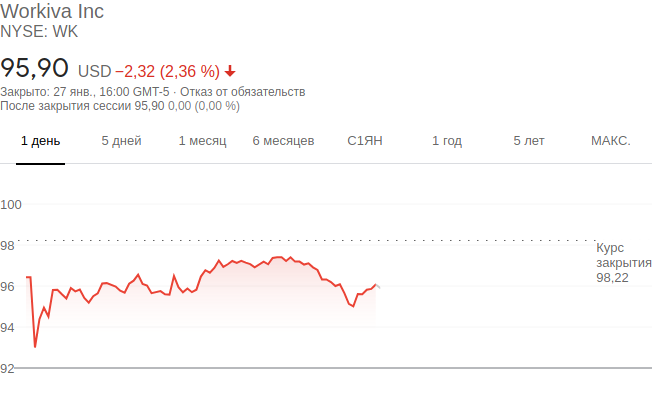 Workiva Inc
NYSE: WK
95,90 USD −2,32 (2,36 %)
Закрыто: 27 янв., 16:00 GMT-5 · Отказ от обязательств
После закрытия сессии 95,90 0,00 (0,00 %)
1 день 5 дней 1 месяц 6 месяцев С1ЯН 1 год 5 лет МАКС.
100
98
Курс
закрытия
98,22
96
94
92